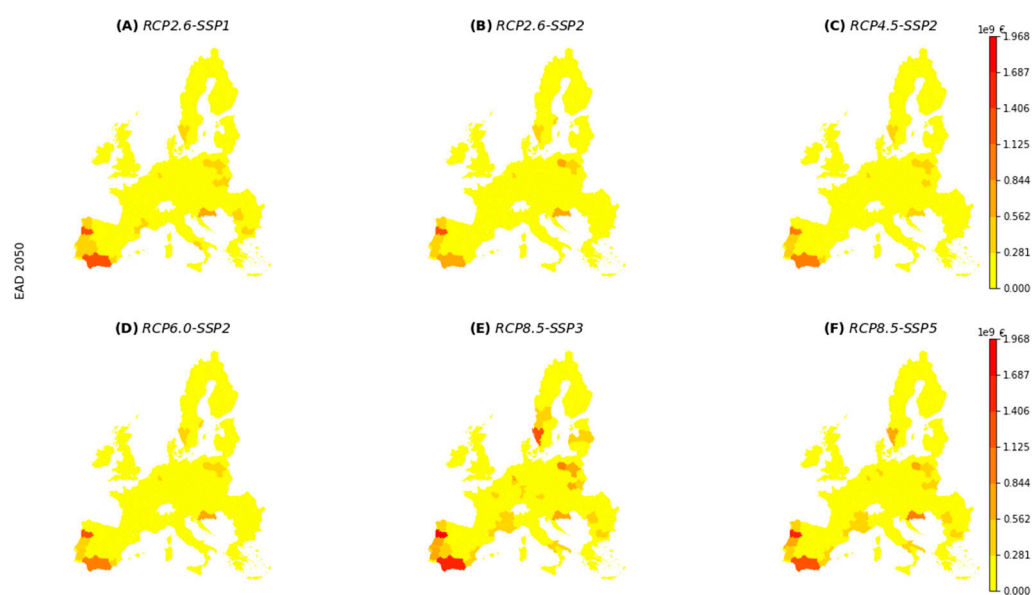 (A) RCP2.6-SSP1
(B) RCP2.6-SSP2
(C) RCP4.5-SSP2
1e9 €
1.968
1.687
1.406
1.125
0.844
0.562
0.281
0.000
EAD 2050
(D) RCP6.0-SSP2
(E) RCP8.5-SSP3
(F) RCP8.5-SSP5
1e9 €
1.968
1.687
1.406
1.125
0.844
0.562
0.281
0.000